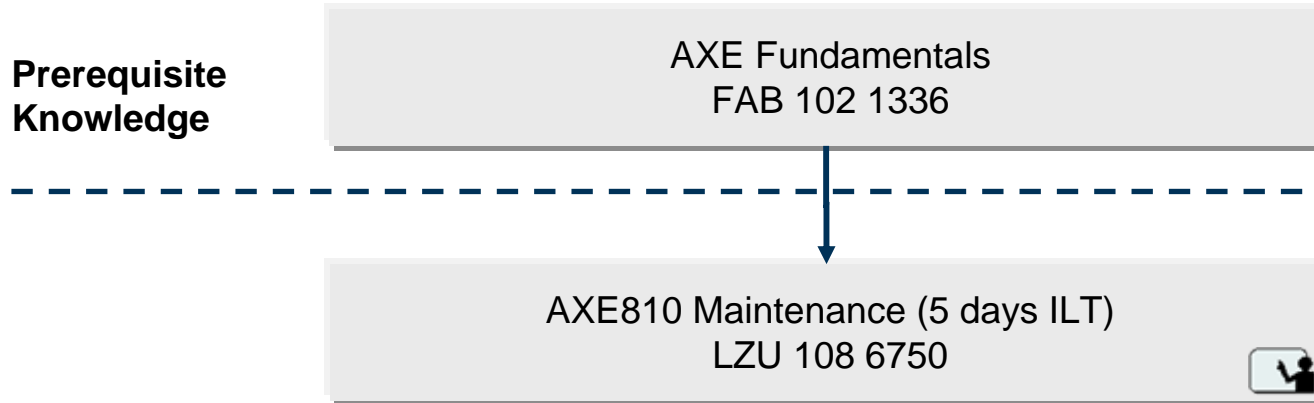 Prerequisite
Knowledge
AXE Fundamentals
FAB 102 1336
AXE810 Maintenance (5 days ILT)
LZU 108 6750